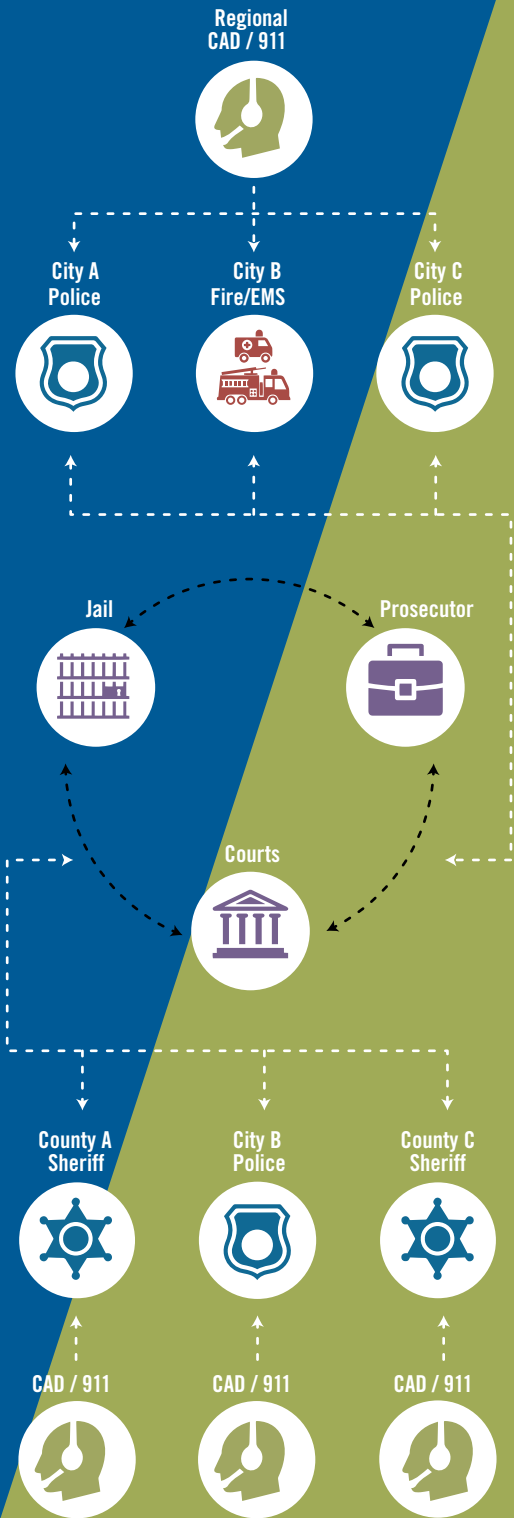 Regional
CAD / 911
City A
Police
City B
Fire/EMS
City C
Police
Jail
Prosecutor
Courts
County A
Sheriff
City B
Police
County C
Sheriff
CAD / 911
CAD / 911
CAD / 911